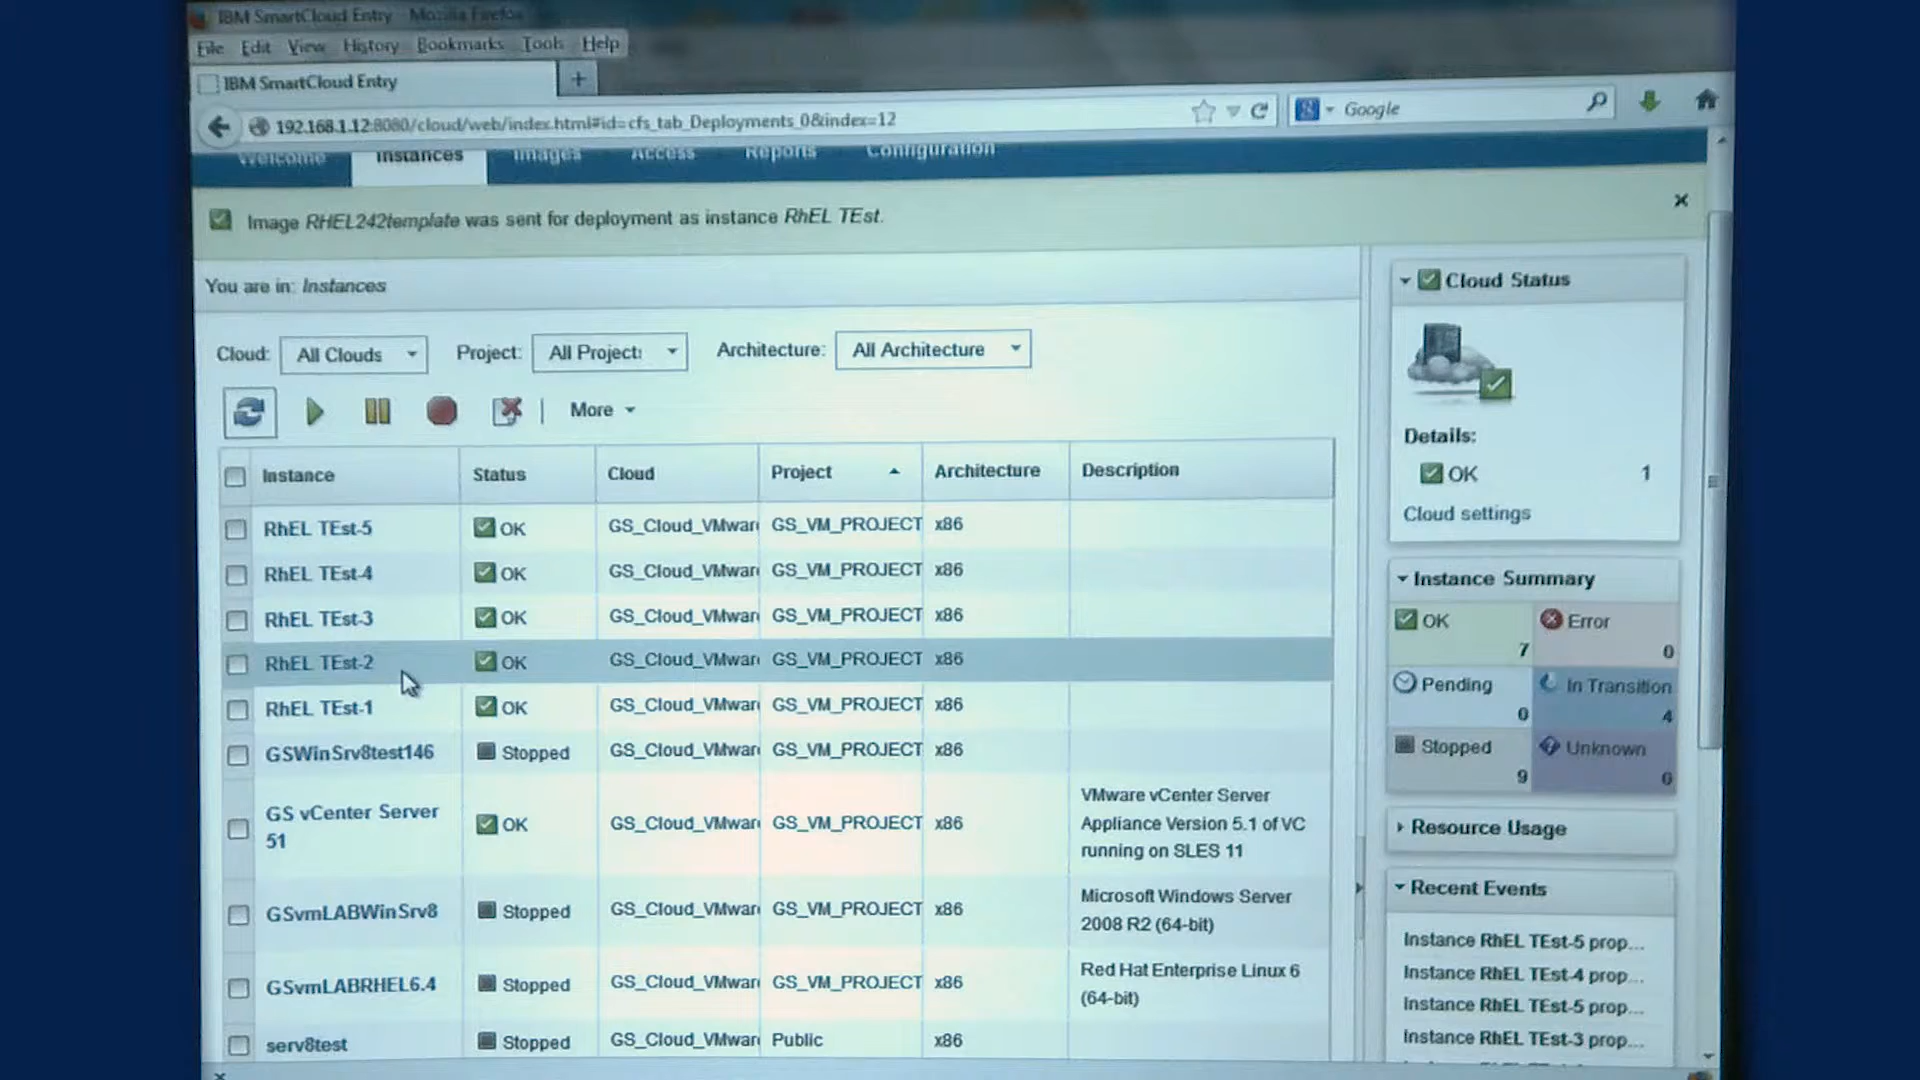 IBM SmartCloud Entry - Mozilla Firefox
File Edit View History Bookmarks Tools Help
IBM SmartCloud Entry +
192.168.1.12:8080/cloud/web/index.html#id=cfs_tab_Deployments_0&index=12 Google
Welcome Instances Images Access Reports Configuration
Image RHEL242template was sent for deployment as instance RhEL TEst.
You are in: Instances
Cloud: All Clouds Project: All Project: Architecture: All Architecture
More
Instance Status Cloud Project Architecture Description
RhEL TEst-5 OK GS_Cloud_VMwar GS_VM_PROJECT x86
RhEL TEst-4 OK GS_Cloud_VMwar GS_VM_PROJECT x86
RhEL TEst-3 OK GS_Cloud_VMwar GS_VM_PROJECT x86
RhEL TEst-2 OK GS_Cloud_VMwar GS_VM_PROJECT x86
RhEL TEst-1 OK GS_Cloud_VMwar GS_VM_PROJECT x86
GSWinSrv8test146 Stopped GS_Cloud_VMwar GS_VM_PROJECT x86
GS vCenter Server
51 OK GS_Cloud_VMwar GS_VM_PROJECT x86
VMware vCenter Server
Appliance Version 5.1 of VC
running on SLES 11
GSvmLABWinSrv8 Stopped GS_Cloud_VMwar GS_VM_PROJECT x86
Microsoft Windows Server
2008 R2 (64-bit)
GSvmLABRHEL6.4 Stopped GS_Cloud_VMwar GS_VM_PROJECT x86
Red Hat Enterprise Linux 6
(64-bit)
serv8test Stopped GS_Cloud_VMwar Public x86
Cloud Status
Details:
OK 1
Cloud settings
Instance Summary
OK 7 Error 0
Pending 0 In Transition 4
Stopped 9 Unknown 0
Resource Usage
Recent Events
Instance RhEL TEst-5 prop...
Instance RhEL TEst-4 prop...
Instance RhEL TEst-5 prop...
Instance RhEL TEst-3 prop...